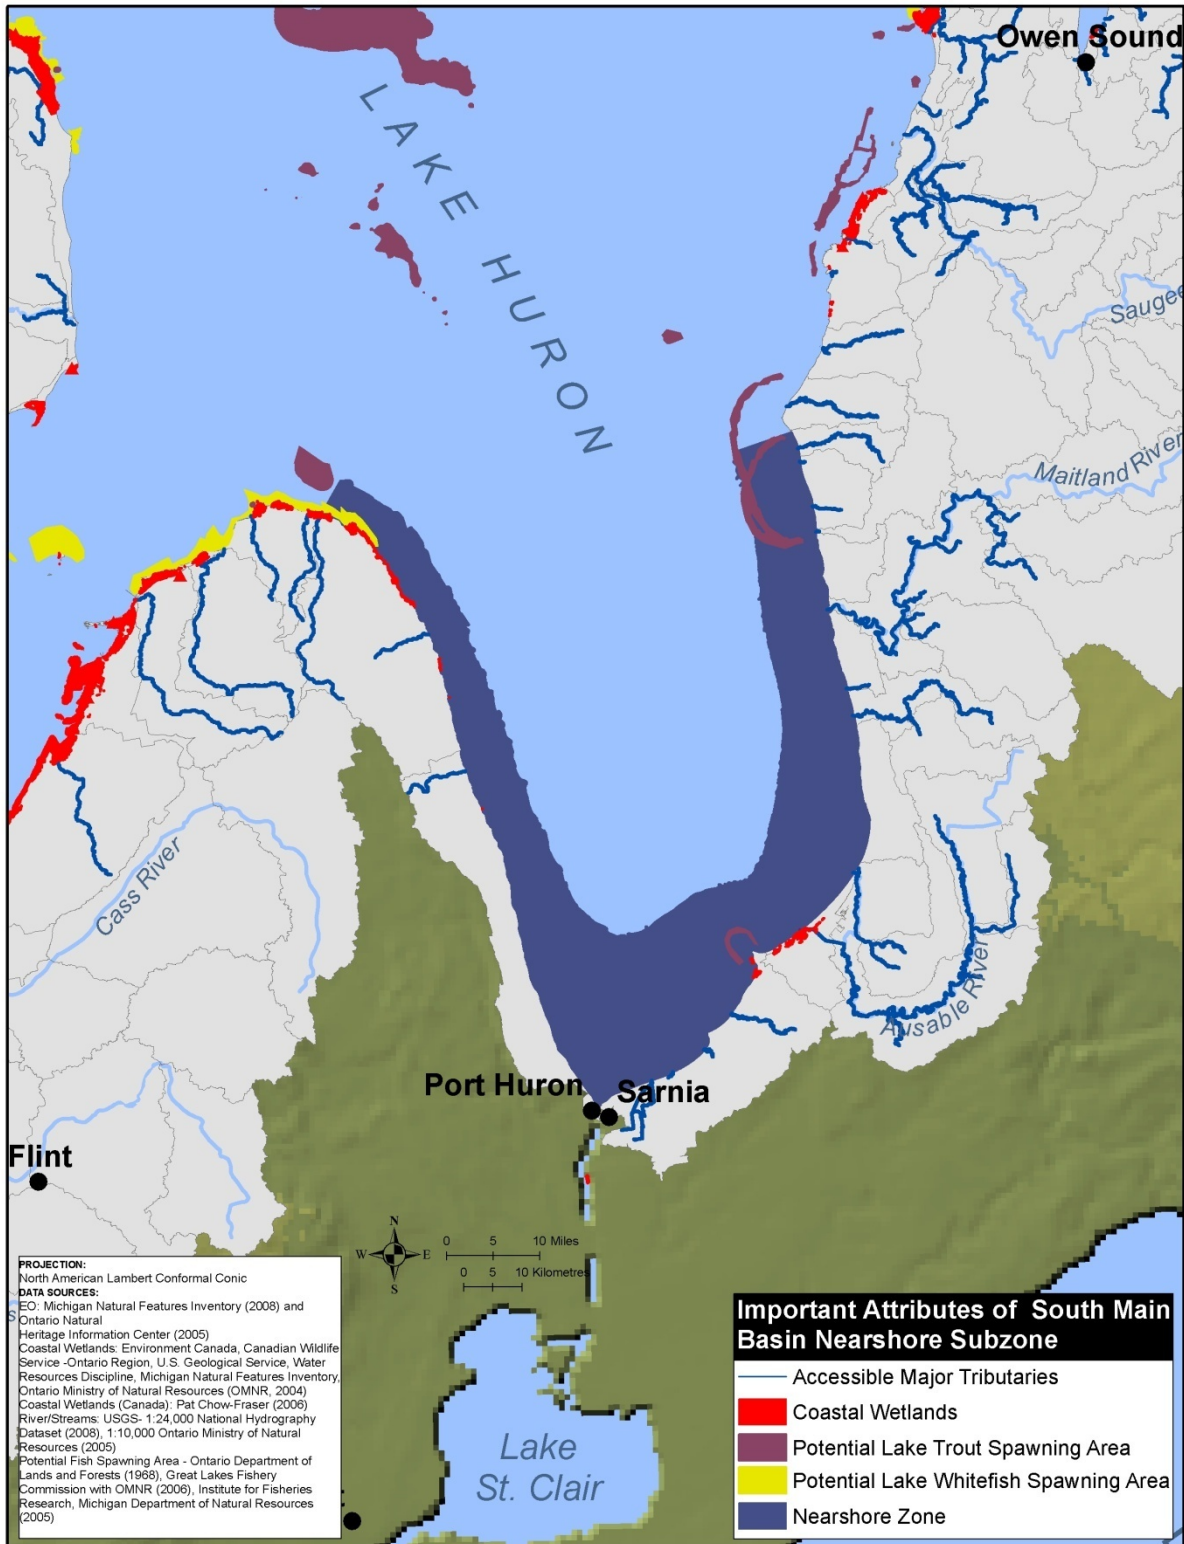 Owen Sound
LAKE HURON
Saugee
Maitland River
Cass River
Ausable River
Port Huron
Sarnia
Flint
N
W
E
S
0 5 10 Miles
0 5 10 Kilometres
PROJECTION:
North American Lambert Conformal Conic
DATA SOURCES:
EO: Michigan Natural Features Inventory (2008) and
Ontario Natural
Heritage Information Center (2005)
Coastal Wetlands: Environment Canada, Canadian Wildlife
Service -Ontario Region, U.S. Geological Service, Water
Resources Discipline, Michigan Natural Features Inventory,
Ontario Ministry of Natural Resources (OMNR, 2004)
Coastal Wetlands (Canada): Pat Chow-Fraser (2006)
River/Streams: USGS- 1:24,000 National Hydrography
Dataset (2008), 1:10,000 Ontario Ministry of Natural
Resources (2005)
Potential Fish Spawning Area - Ontario Department of
Lands and Forests (1968), Great Lakes Fishery
Commission with OMNR (2006), Institute for Fisheries
Research, Michigan Department of Natural Resources
(2005)
Lake
St. Clair
Important Attributes of South Main
Basin Nearshore Subzone
Accessible Major Tributaries
Coastal Wetlands
Potential Lake Trout Spawning Area
Potential Lake Whitefish Spawning Area
Nearshore Zone